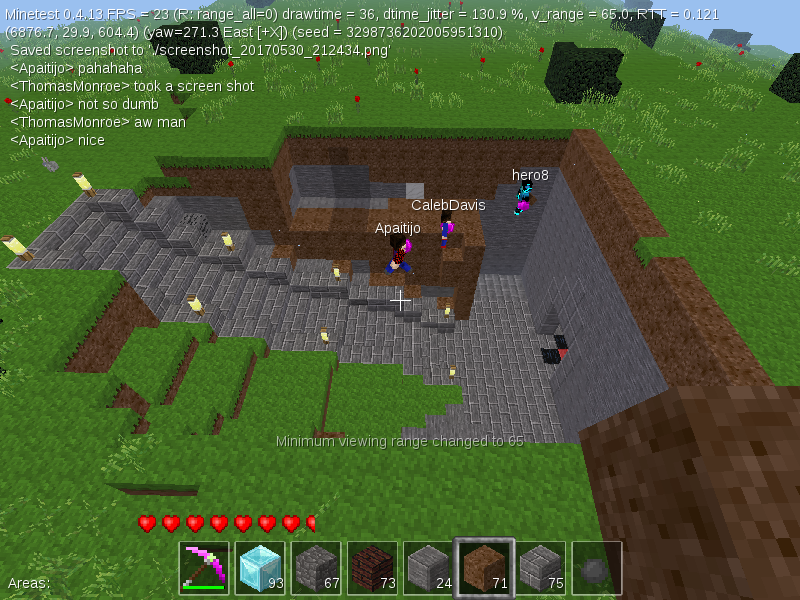 Minetest 0.4.13 FPS = 23 (R: range_all=0) drawtime = 36, dtime_jitter = 130.9 %, v_range = 65.0, RTT = 0.121
(6876.7, 29.9, 604.4) (yaw=271.3 East [+X]) (seed = 3298736202005951310)
Saved screenshot to './screenshot_20170530_212434.png'
<Apaitijo> pahahaha
<ThomasMonroe> took a screen shot
<Apaitijo> not so dumb
<ThomasMonroe> aw man
<Apaitijo> nice
hero8
CalebDavis
Apaitijo
Minimum viewing range changed to 65
Areas:
93
67
73
24
71
75